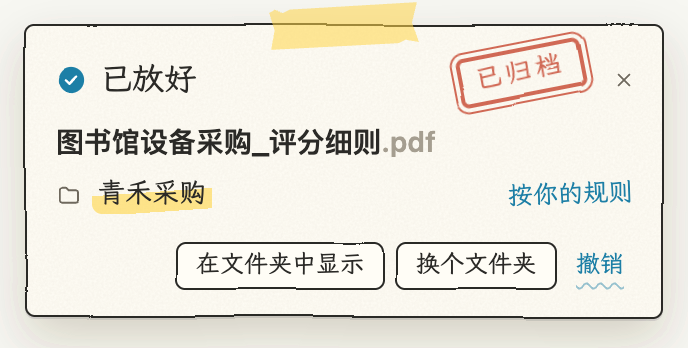 已放好
已归档
图书馆设备采购_评分细则.pdf
青禾采购
按你的规则
在文件夹中显示
换个文件夹
撤销